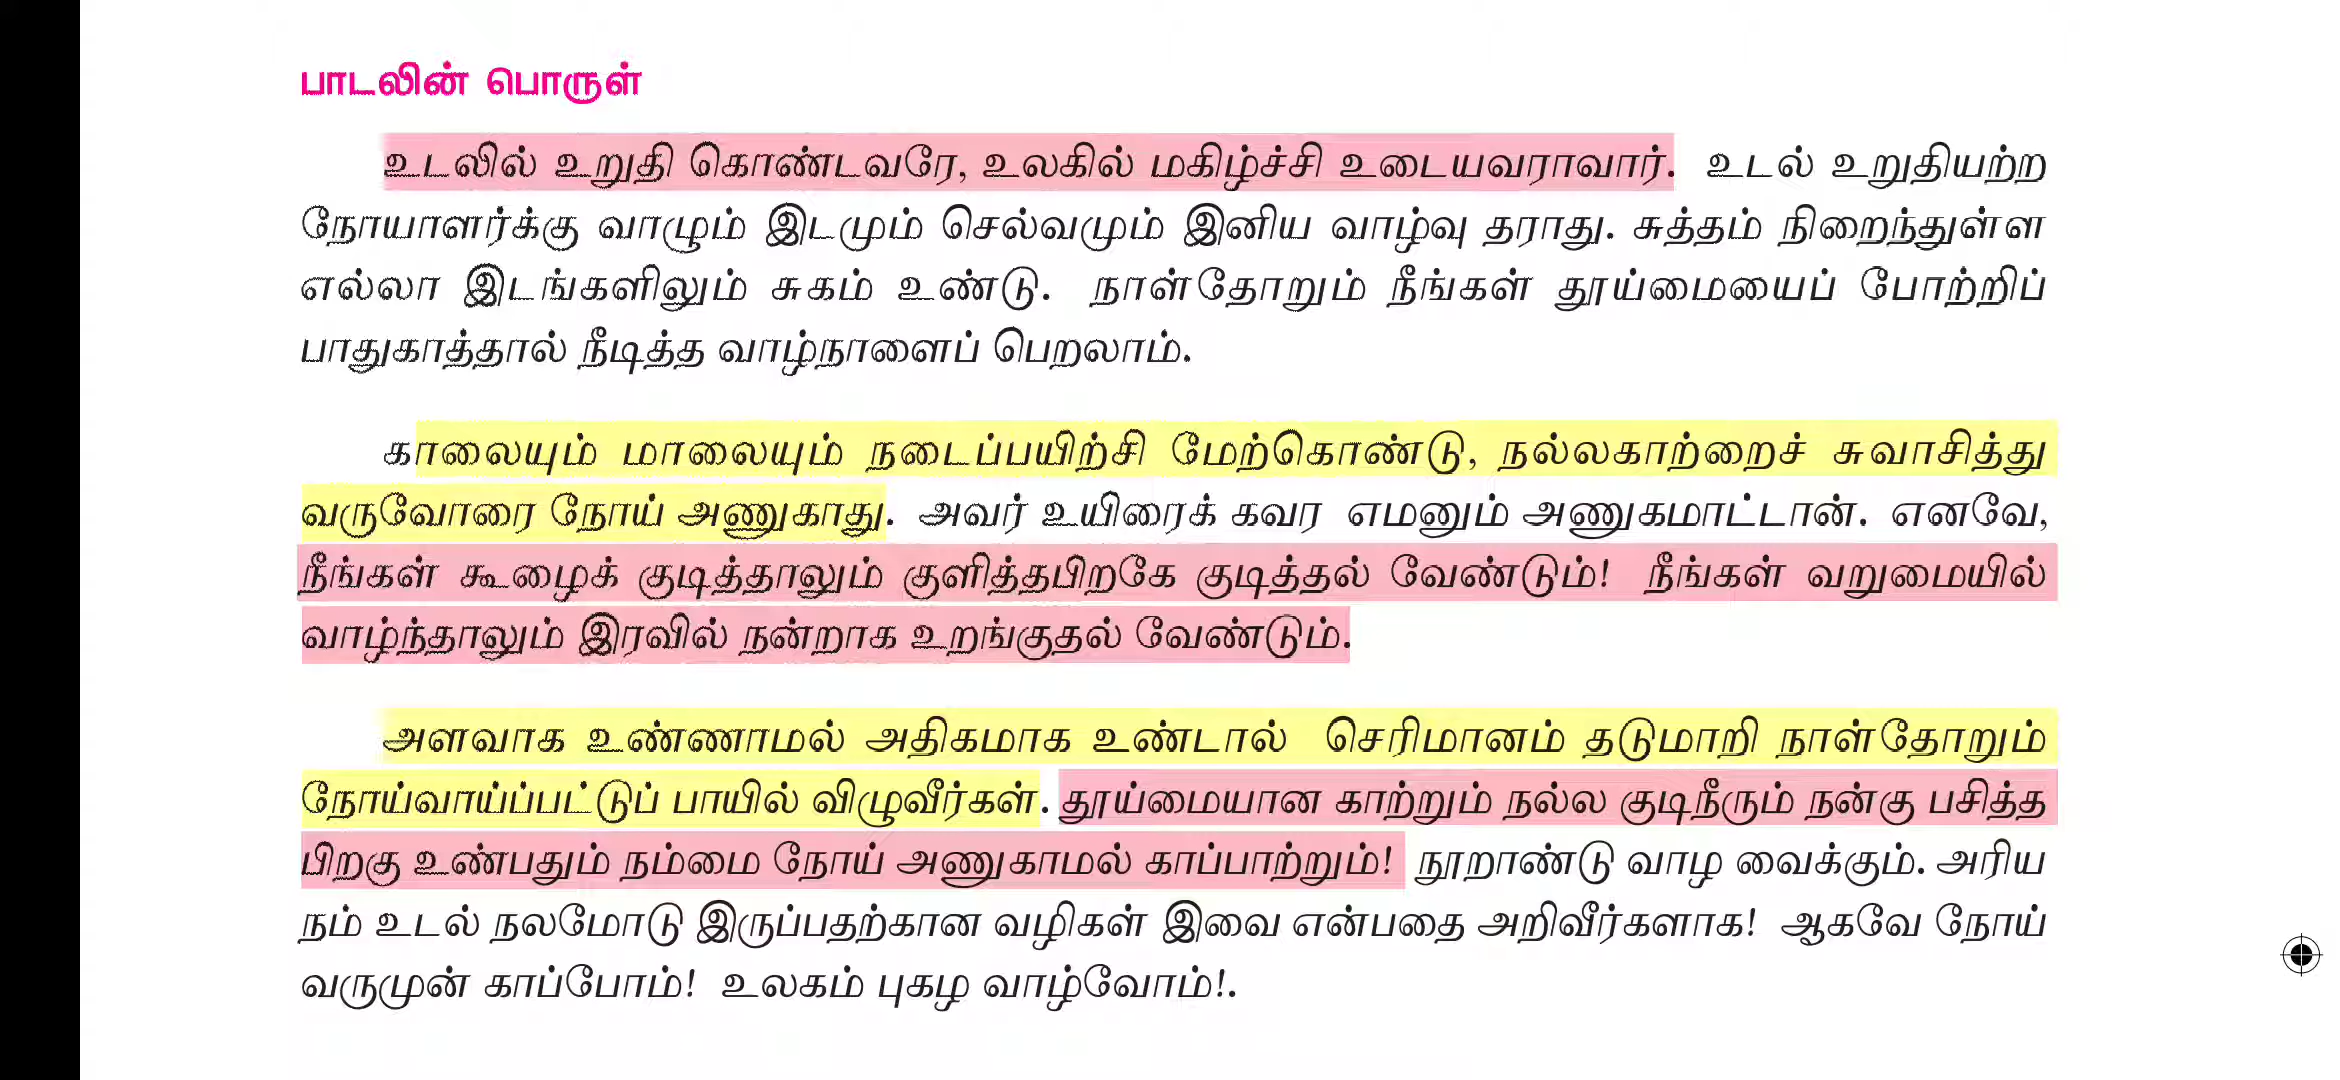 பாடலின் பொருள்
உடலில் உறுதி கொண்டவரே, உலகில் மகிழ்ச்சி உடையவராவார். உடல் உறுதியற்ற
நோயாளர்க்கு வாழும் இடமும் செல்வமும் இனிய வாழ்வு தராது. சுத்தம் நிறைந்துள்ள
எல்லா இடங்களிலும் சுகம் உண்டு. நாள்தோறும் நீங்கள் தூய்மையைப் போற்றிப்
பாதுகாத்தால் நீடித்த வாழ்நாளைப் பெறலாம்.
காலையும் மாலையும் நடைப்பயிற்சி மேற்கொண்டு, நல்லகாற்றைச் சுவாசித்து
வருவோரை நோய் அணுகாது. அவர் உயிரைக் கவர எமனும் அணுகமாட்டான். எனவே,
நீங்கள் கூழைக் குடித்தாலும் குளித்தபிறகே குடித்தல் வேண்டும்! நீங்கள் வறுமையில்
வாழ்ந்தாலும் இரவில் நன்றாக உறங்குதல் வேண்டும்.
அளவாக உண்ணாமல் அதிகமாக உண்டால் செரிமானம் தடுமாறி நாள்தோறும்
நோய்வாய்ப்பட்டுப் பாயில் விழுவீர்கள். தூய்மையான காற்றும் நல்ல குடிநீரும் நன்கு பசித்த
பிறகு உண்பதும் நம்மை நோய் அணுகாமல் காப்பாற்றும்! நூறாண்டு வாழ வைக்கும். அரிய
நம் உடல் நலமோடு இருப்பதற்கான வழிகள் இவை என்பதை அறிவீர்களாக! ஆகவே நோய்
வருமுன் காப்போம்! உலகம் புகழ வாழ்வோம்!.